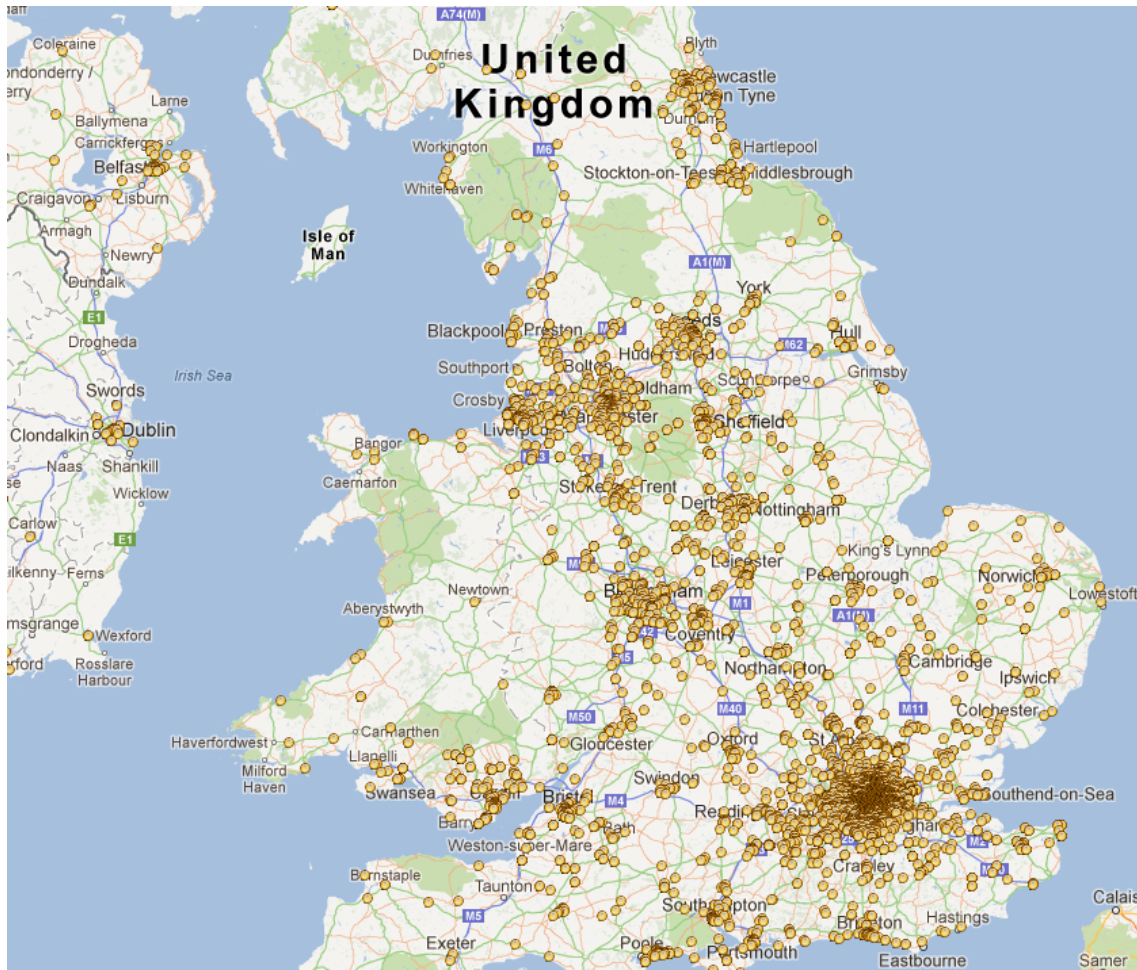 A74(M)
Coleraine
Blyth
Dumfries
United
Kingdom
Larne
Ballymena
Durham
Workington
M6
Hartlepool
Belfast
Stockton-on-Tees
Middlesbrough
Whitehaven
Craigavon
Lisburn
Armagh
Isle of
Man
Newry
A1(M)
Dundalk
York
E1
Blackpool
Preston
Hull
Drogheda
M62
Irish Sea
Southport
Bolton
Grimsby
Swords
Oldham
Crosby
Clondalkin
Dublin
Liverpool
Sheffield
Bangor
Naas
Shankill
Caernarfon
Wicklow
Nottingham
Carlow
E1
King's Lynn
Leicester
Peterborough
Norwich
Ferns
Newtown
Lowestoft
Aberystwyth
M1
A1(M)
Wexford
Coventry
Rosslare
Harbour
Northampton
Cambridge
Ipswich
M50
M40
M11
Colchester
Haverfordwest
Carmarthen
Gloucester
Oxford
Llanelli
Milford
Haven
Swansea
Swindon
Bristol
M4
Southend-on-Sea
Barry
Bath
M2
Weston-super-Mare
Crawley
Barnstaple
Taunton
Calais
M5
Southampton
Brighton
Hastings
Exeter
Poole
Portsmouth
Eastbourne
Samer